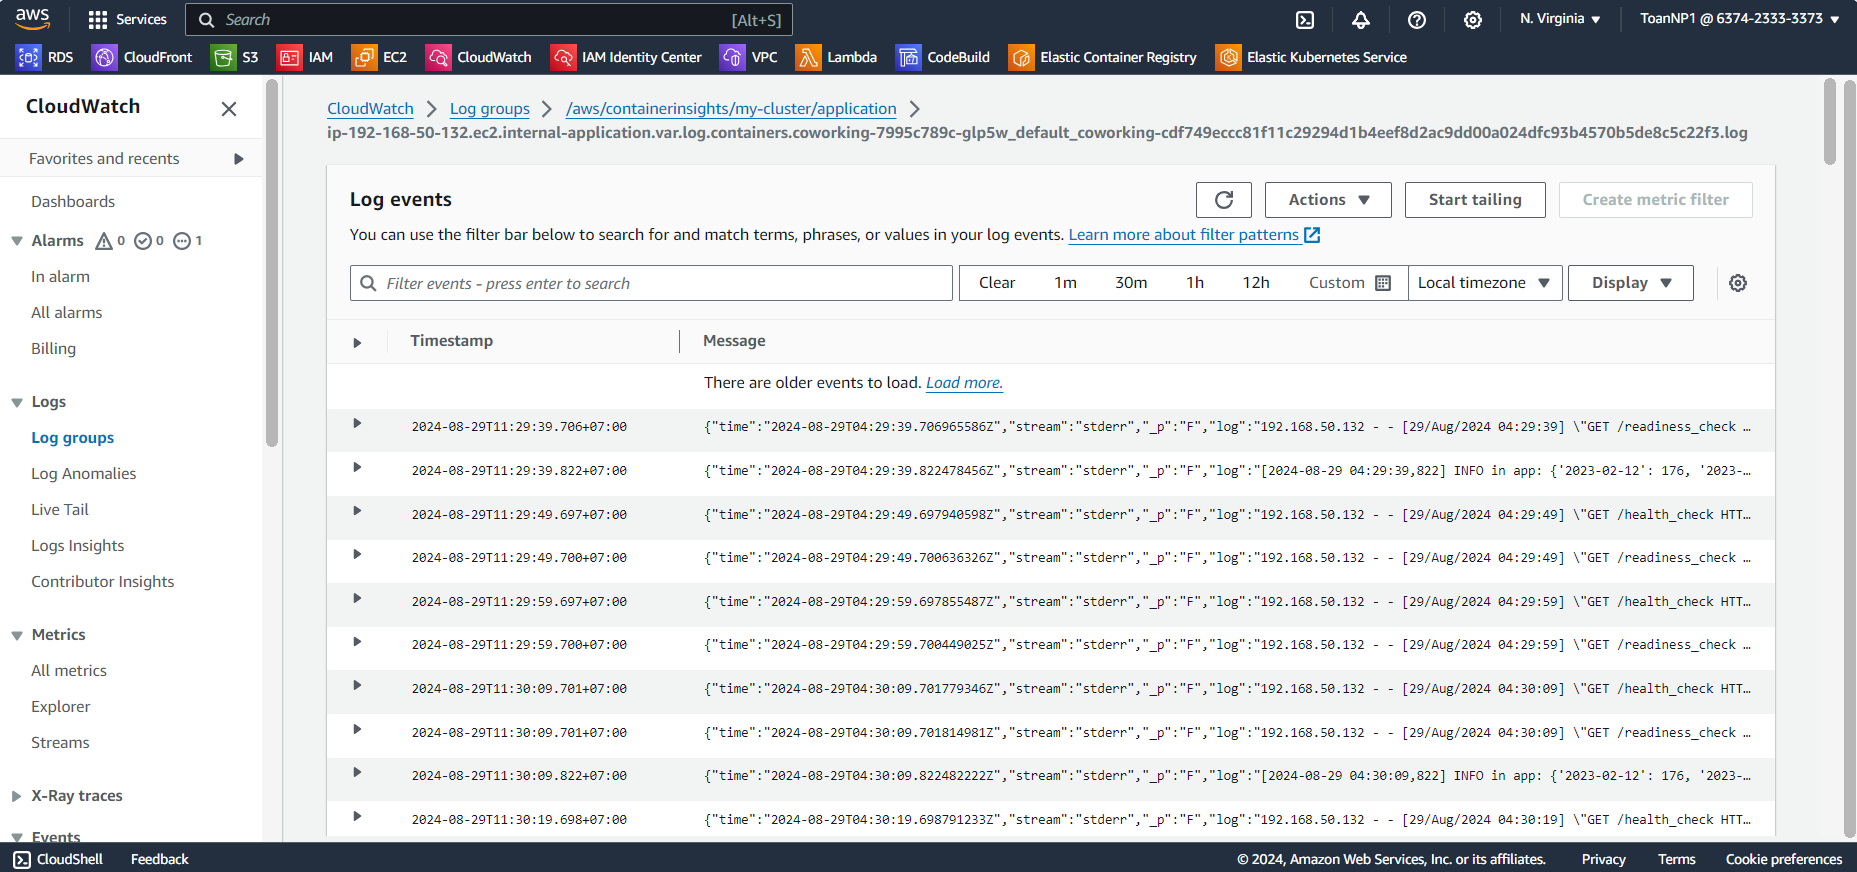 aws
Services
Search
[Alt+S]
N. Virginia
ToanNP1 @ 6374-2333-3373
RDS
CloudFront
S3
IAM
EC2
CloudWatch
IAM Identity Center
VPC
Lambda
CodeBuild
Elastic Container Registry
Elastic Kubernetes Service
CloudWatch
Favorites and recents
Dashboards
Alarms 0 0 1
In alarm
All alarms
Billing
Logs
Log groups
Log Anomalies
Live Tail
Logs Insights
Contributor Insights
Metrics
All metrics
Explorer
Streams
X-Ray traces
Events
CloudWatch
Log groups
/aws/containerinsights/my-cluster/application
ip-192-168-50-132.ec2.internal-application.var.log.containers.coworking-7995c789c-glp5w_default_coworking-cdf749eccc81f11c29294d1b4eef8d2ac9dd00a024dfc93b4570b5de8c5c22f3.log
Log events
Actions
Start tailing
Create metric filter
You can use the filter bar below to search for and match terms, phrases, or values in your log events. Learn more about filter patterns
Filter events - press enter to search
Clear
1m
30m
1h
12h
Custom
Local timezone
Display
Timestamp
Message
There are older events to load. Load more.
2024-08-29T11:29:39.706+07:00 {"time":"2024-08-29T04:29:39.706965586Z","stream":"stderr","_p":"F","log":"192.168.50.132 - - [29/Aug/2024 04:29:39] \"GET /readiness_check …
2024-08-29T11:29:39.822+07:00 {"time":"2024-08-29T04:29:39.822478456Z","stream":"stderr","_p":"F","log":"[2024-08-29 04:29:39,822] INFO in app: {'2023-02-12': 176, '2023-…
2024-08-29T11:29:49.697+07:00 {"time":"2024-08-29T04:29:49.697940598Z","stream":"stderr","_p":"F","log":"192.168.50.132 - - [29/Aug/2024 04:29:49] \"GET /health_check HTT…
2024-08-29T11:29:49.700+07:00 {"time":"2024-08-29T04:29:49.700636326Z","stream":"stderr","_p":"F","log":"192.168.50.132 - - [29/Aug/2024 04:29:49] \"GET /readiness_check …
2024-08-29T11:29:59.697+07:00 {"time":"2024-08-29T04:29:59.697855487Z","stream":"stderr","_p":"F","log":"192.168.50.132 - - [29/Aug/2024 04:29:59] \"GET /health_check HTT…
2024-08-29T11:29:59.700+07:00 {"time":"2024-08-29T04:29:59.700449025Z","stream":"stderr","_p":"F","log":"192.168.50.132 - - [29/Aug/2024 04:29:59] \"GET /readiness_check …
2024-08-29T11:30:09.701+07:00 {"time":"2024-08-29T04:30:09.701779346Z","stream":"stderr","_p":"F","log":"192.168.50.132 - - [29/Aug/2024 04:30:09] \"GET /health_check HTT…
2024-08-29T11:30:09.701+07:00 {"time":"2024-08-29T04:30:09.701814981Z","stream":"stderr","_p":"F","log":"192.168.50.132 - - [29/Aug/2024 04:30:09] \"GET /readiness_check …
2024-08-29T11:30:09.822+07:00 {"time":"2024-08-29T04:30:09.822482222Z","stream":"stderr","_p":"F","log":"[2024-08-29 04:30:09,822] INFO in app: {'2023-02-12': 176, '2023-…
2024-08-29T11:30:19.698+07:00 {"time":"2024-08-29T04:30:19.698791233Z","stream":"stderr","_p":"F","log":"192.168.50.132 - - [29/Aug/2024 04:30:19] \"GET /health_check HTT…
CloudShell
Feedback
© 2024, Amazon Web Services, Inc. or its affiliates.
Privacy
Terms
Cookie preferences